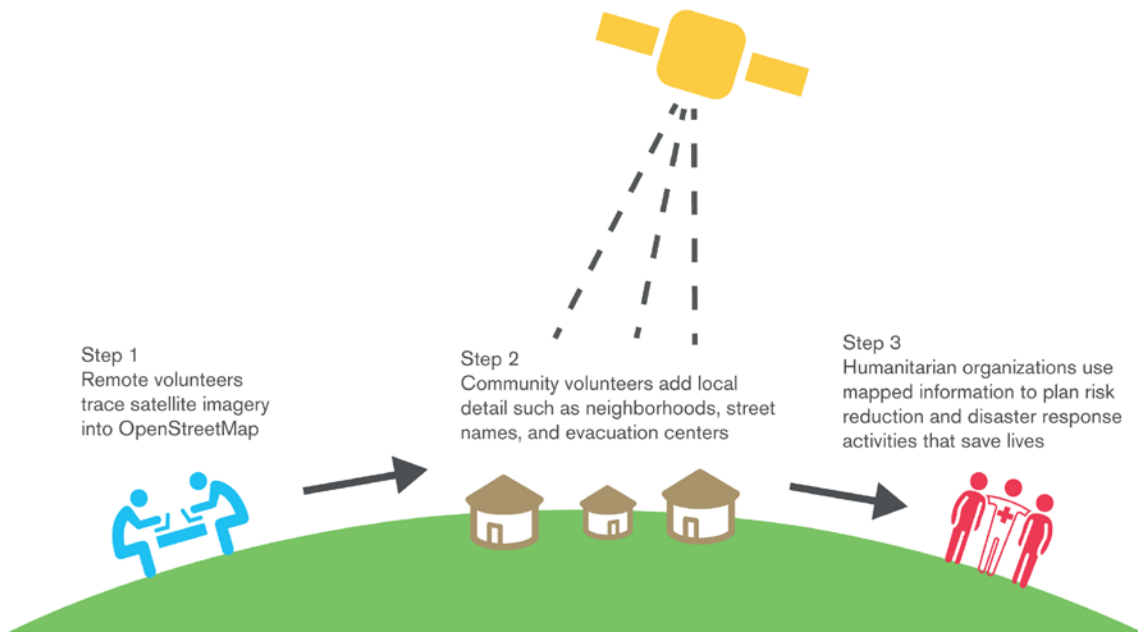 Step 1
Remote volunteers
trace satellite imagery
into OpenStreetMap
Step 2
Community volunteers add local
detail such as neighborhoods, street
names, and evacuation centers
Step 3
Humanitarian organizations use
mapped information to plan risk
reduction and disaster response
activities that save lives